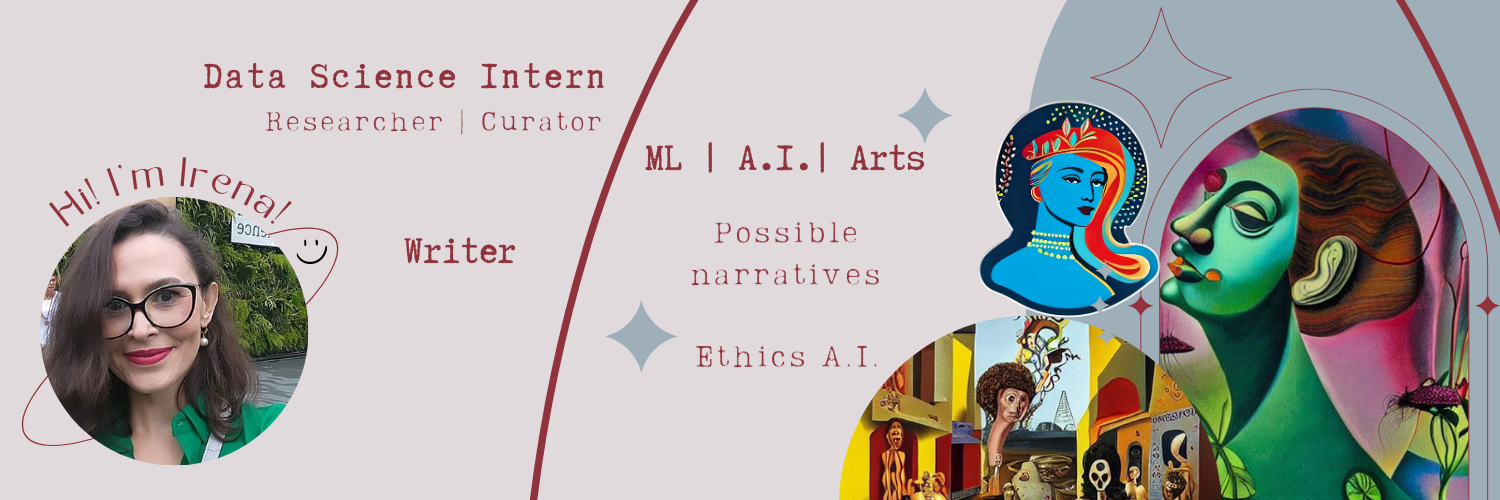 Data Science Intern
Researcher | Curator
Hi! I'm Irena!
Writer
ML | A.I.| Arts
Possible
narratives
Ethics A.I.